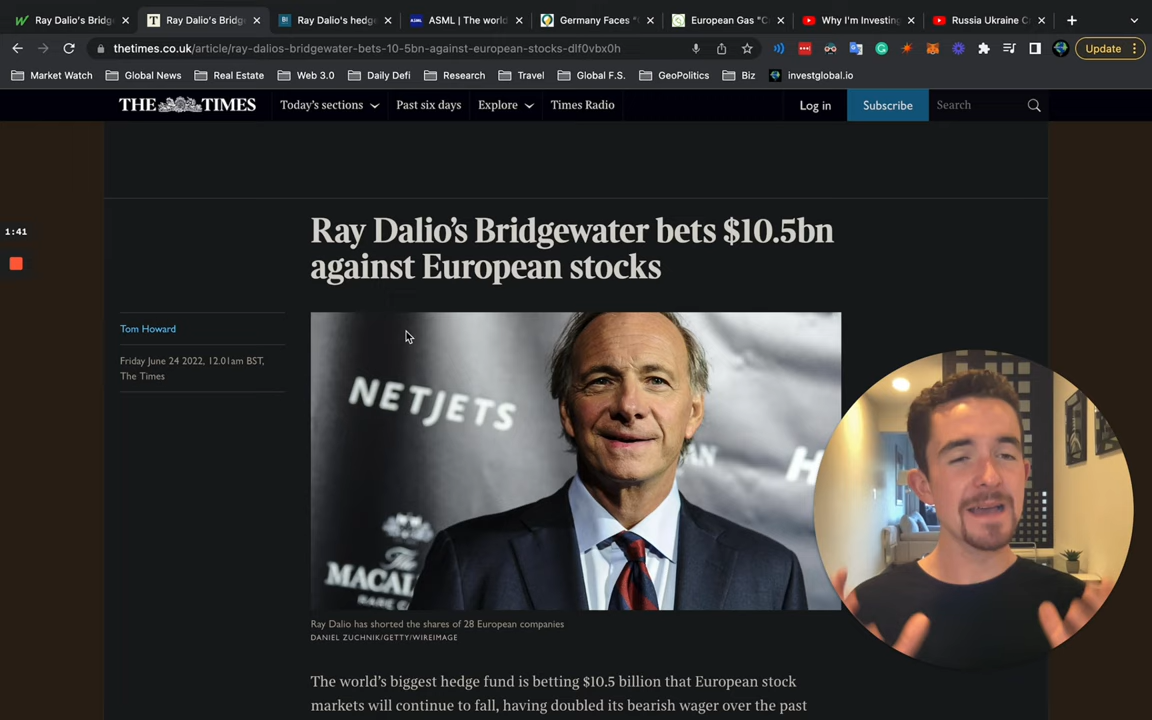 Ray Dalio's Bridg
Ray Dalio's Bridge
Ray Dalio's hedge
ASML | The world
Germany Faces "
European Gas "C
Why I'm Investing
Russia Ukraine C
thetimes.co.uk/article/ray-dalios-bridgewater-bets-10-5bn-against-european-stocks-dlf0vbx0h
Update
Market Watch
Global News
Real Estate
Web 3.0
Daily Defi
Research
Travel
Global F.S.
GeoPolitics
Biz
investglobal.io
THE TIMES
Today's sections
Past six days
Explore
Times Radio
Log in
Subscribe
Search
1:41
Ray Dalio's Bridgewater bets $10.5bn
against European stocks
Tom Howard
Friday June 24 2022, 12.01am BST,
The Times
NETJETS
H
The
MACAL
RARE CA
Ray Dalio has shorted the shares of 28 European companies
DANIEL ZUCHNIK/GETTY/WIREIMAGE
The world's biggest hedge fund is betting $10.5 billion that European stock
markets will continue to fall, having doubled its bearish wager over the past